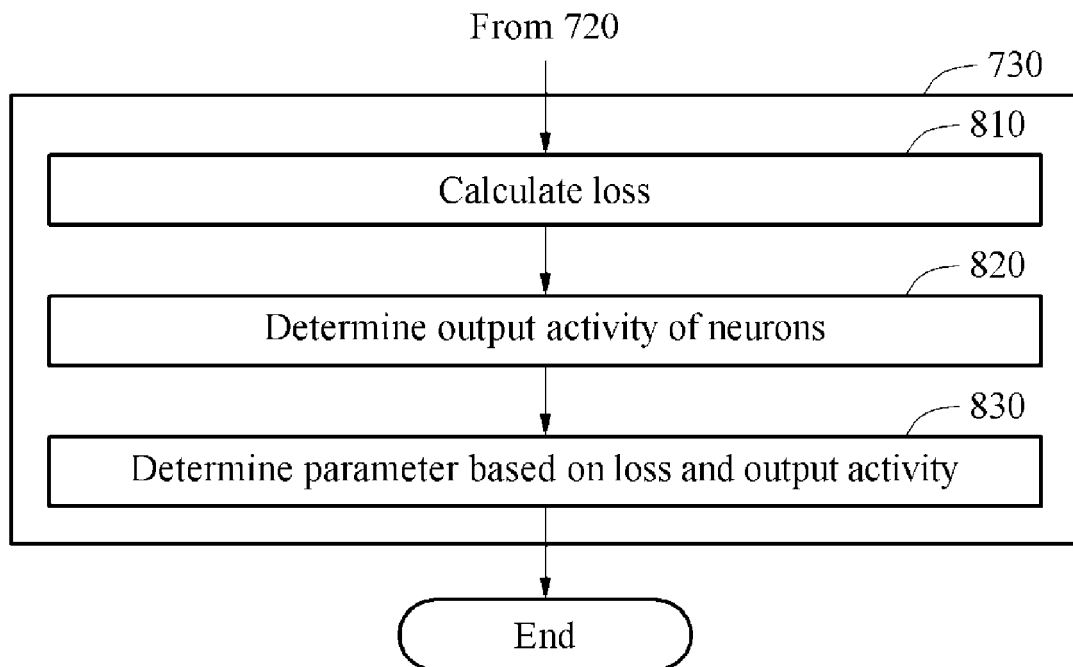 From 720
730
810
Calculate loss
820
Determine output activity of neurons
830
Determine parameter based on loss and output activity
End